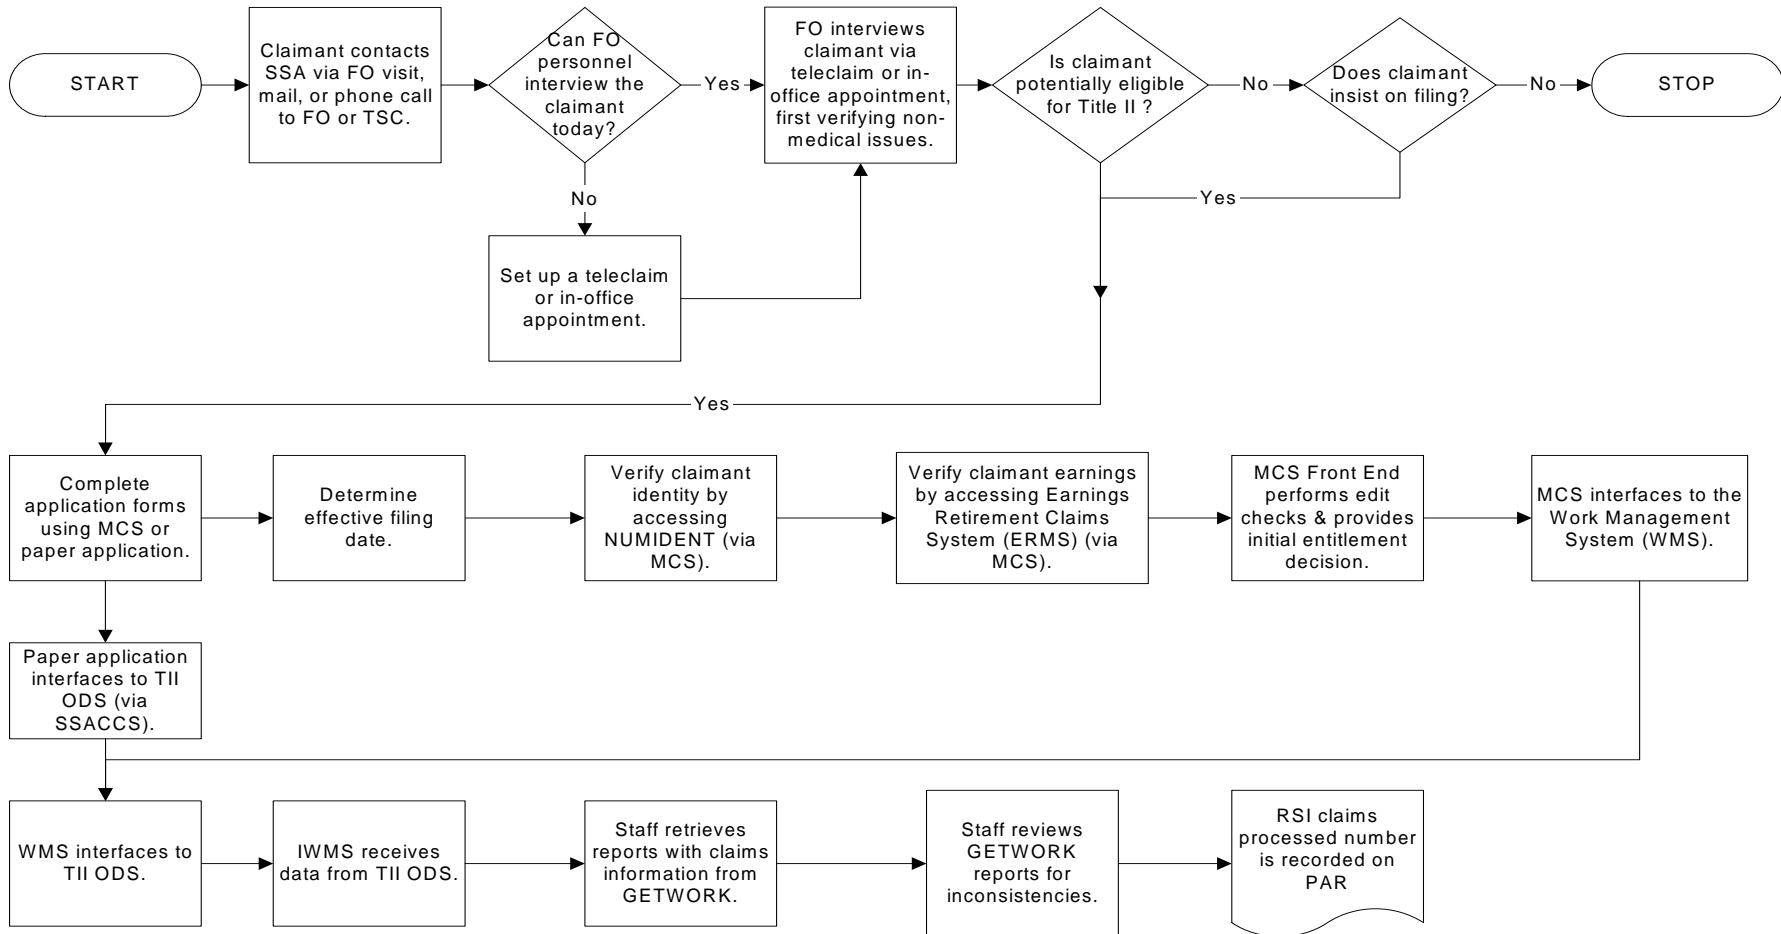 START
Claimant contacts
SSA via FO visit,
mail, or phone call
to FO or TSC.
Can FO
personnel
interview the
claimant
today?
Yes
FO interviews
claimant via
teleclaim or in-
office appointment,
first verifying non-
medical issues.
Is claimant
potentially eligible
for Title II ?
No
Does claimant
insist on filing?
No
STOP
No
Yes
Set up a teleclaim
or in-office
appointment.
Yes
Complete
application forms
using MCS or
paper application.
Determine
effective filing
date.
Verify claimant
identity by
accessing
NUMIDENT (via
MCS).
Verify claimant earnings
by accessing Earnings
Retirement Claims
System (ERMS) (via
MCS).
MCS Front End
performs edit
checks & provides
initial entitlement
decision.
MCS interfaces to the
Work Management
System (WMS).
Paper application
interfaces to TII
ODS (via
SSACCS).
WMS interfaces to
TII ODS.
IWMS receives
data from TII ODS.
Staff retrieves
reports with claims
information from
GETWORK.
Staff reviews
GETWORK
reports for
inconsistencies.
RSI claims
processed number
is recorded on
PAR